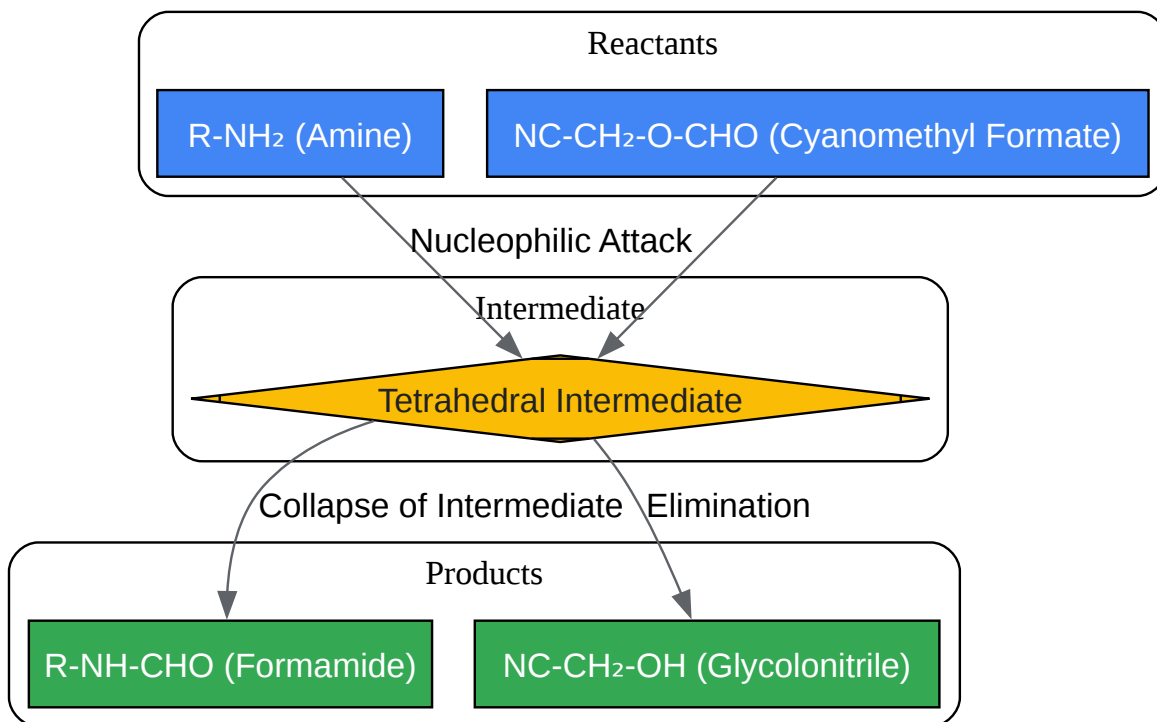 Reactants
R-NH₂ (Amine)
NC-CH₂-O-CHO (Cyanomethyl Formate)
Nucleophilic Attack
Intermediate
Tetrahedral Intermediate
Collapse of Intermediate
Elimination
Products
R-NH-CHO (Formamide)
NC-CH₂-OH (Glycolonitrile)